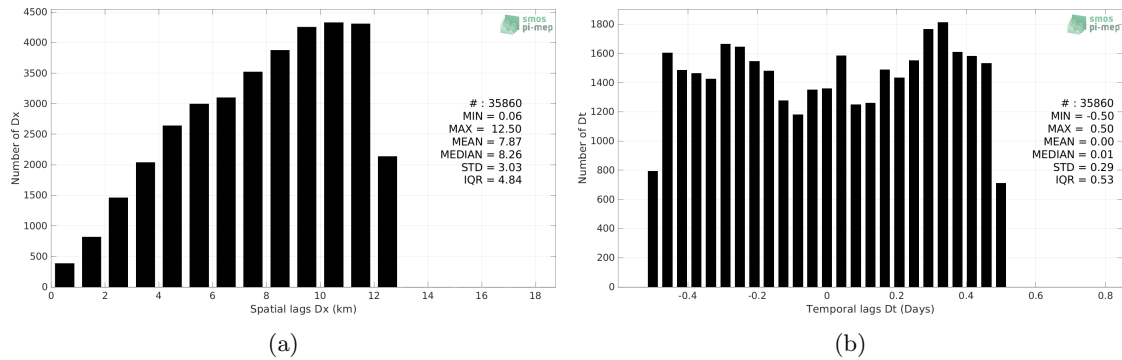 4500
4000
3500
3000
2500
2000
1500
1000
500
0
Number of Dx
smos
pi-mep
# : 35860
MIN = 0.06
MAX = 12.50
MEAN = 7.87
MEDIAN = 8.26
STD = 3.03
IQR = 4.84
0 2 4 6 8 10 12 14 16 18
Spatial lags Dx (km)
(a)
1800
1600
1400
1200
1000
800
600
400
200
0
Number of Dt
smos
pi-mep
# : 35860
MIN = -0.50
MAX = 0.50
MEAN = 0.00
MEDIAN = 0.01
STD = 0.29
IQR = 0.53
-0.4 -0.2 0 0.2 0.4 0.6 0.8
Temporal lags Dt (Days)
(b)